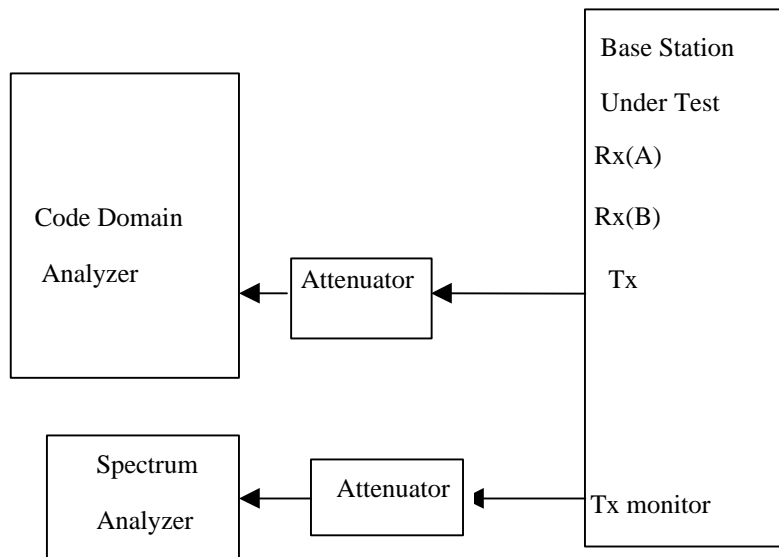 Base Station
Under Test
Rx(A)
Rx(B)
Tx
Code Domain
Analyzer
Attenuator
Spectrum
Analyzer
Attenuator
Tx monitor